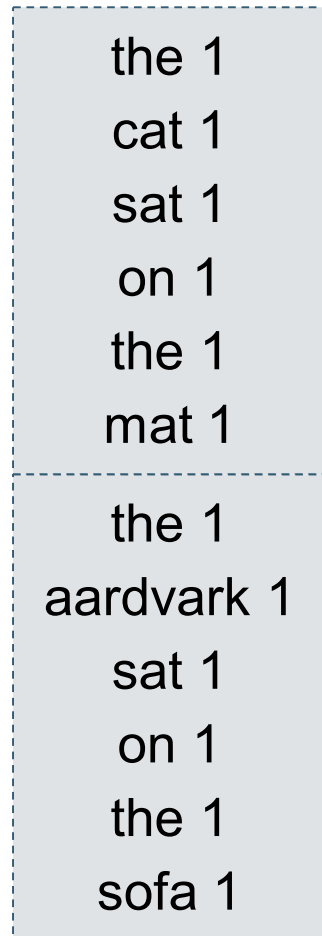 the 1
cat 1
sat 1
on 1
the 1
mat 1
the 1
aardvark 1
sat 1
on 1
the 1
sofa 1